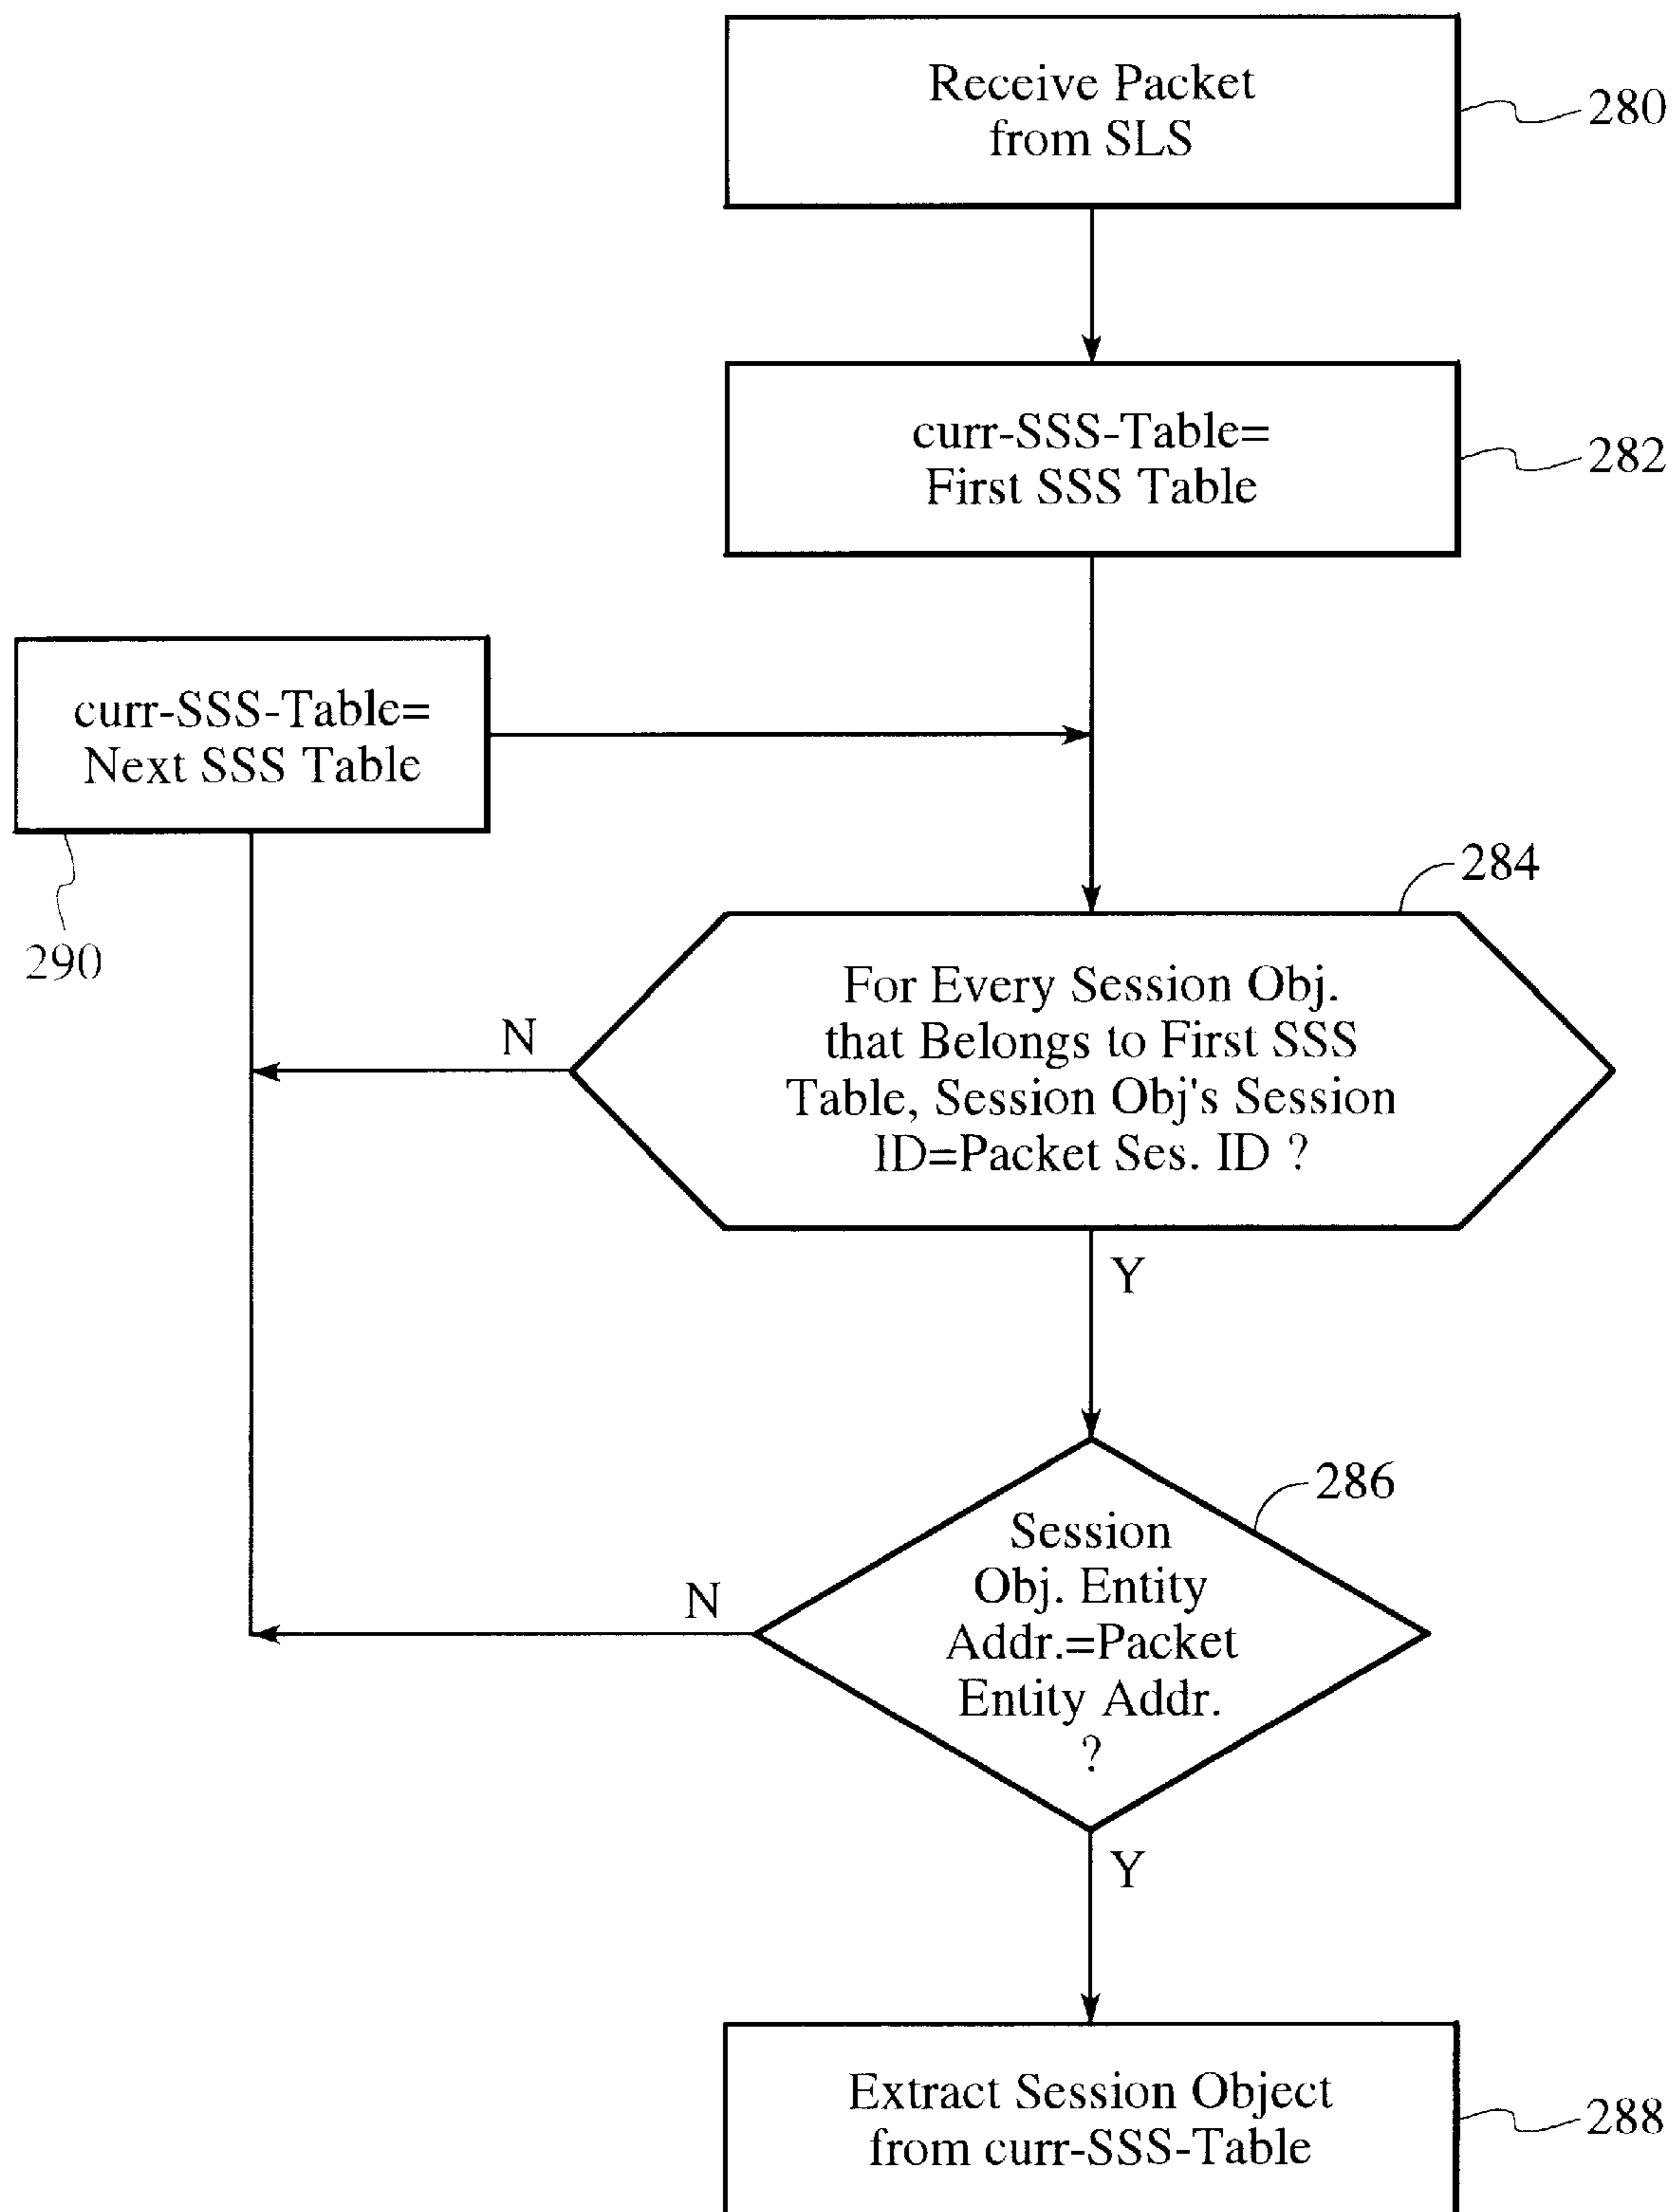 Receive Packet
from SLS
280
curr-SSS-Table=
First SSS Table
282
curr-SSS-Table=
Next SSS Table
290
284
For Every Session Obj.
that Belongs to First SSS
Table, Session Obj's Session
ID=Packet Ses. ID ?
N
Y
286
Session
Obj. Entity
Addr.=Packet
Entity Addr.
?
N
Y
Extract Session Object
from curr-SSS-Table
288